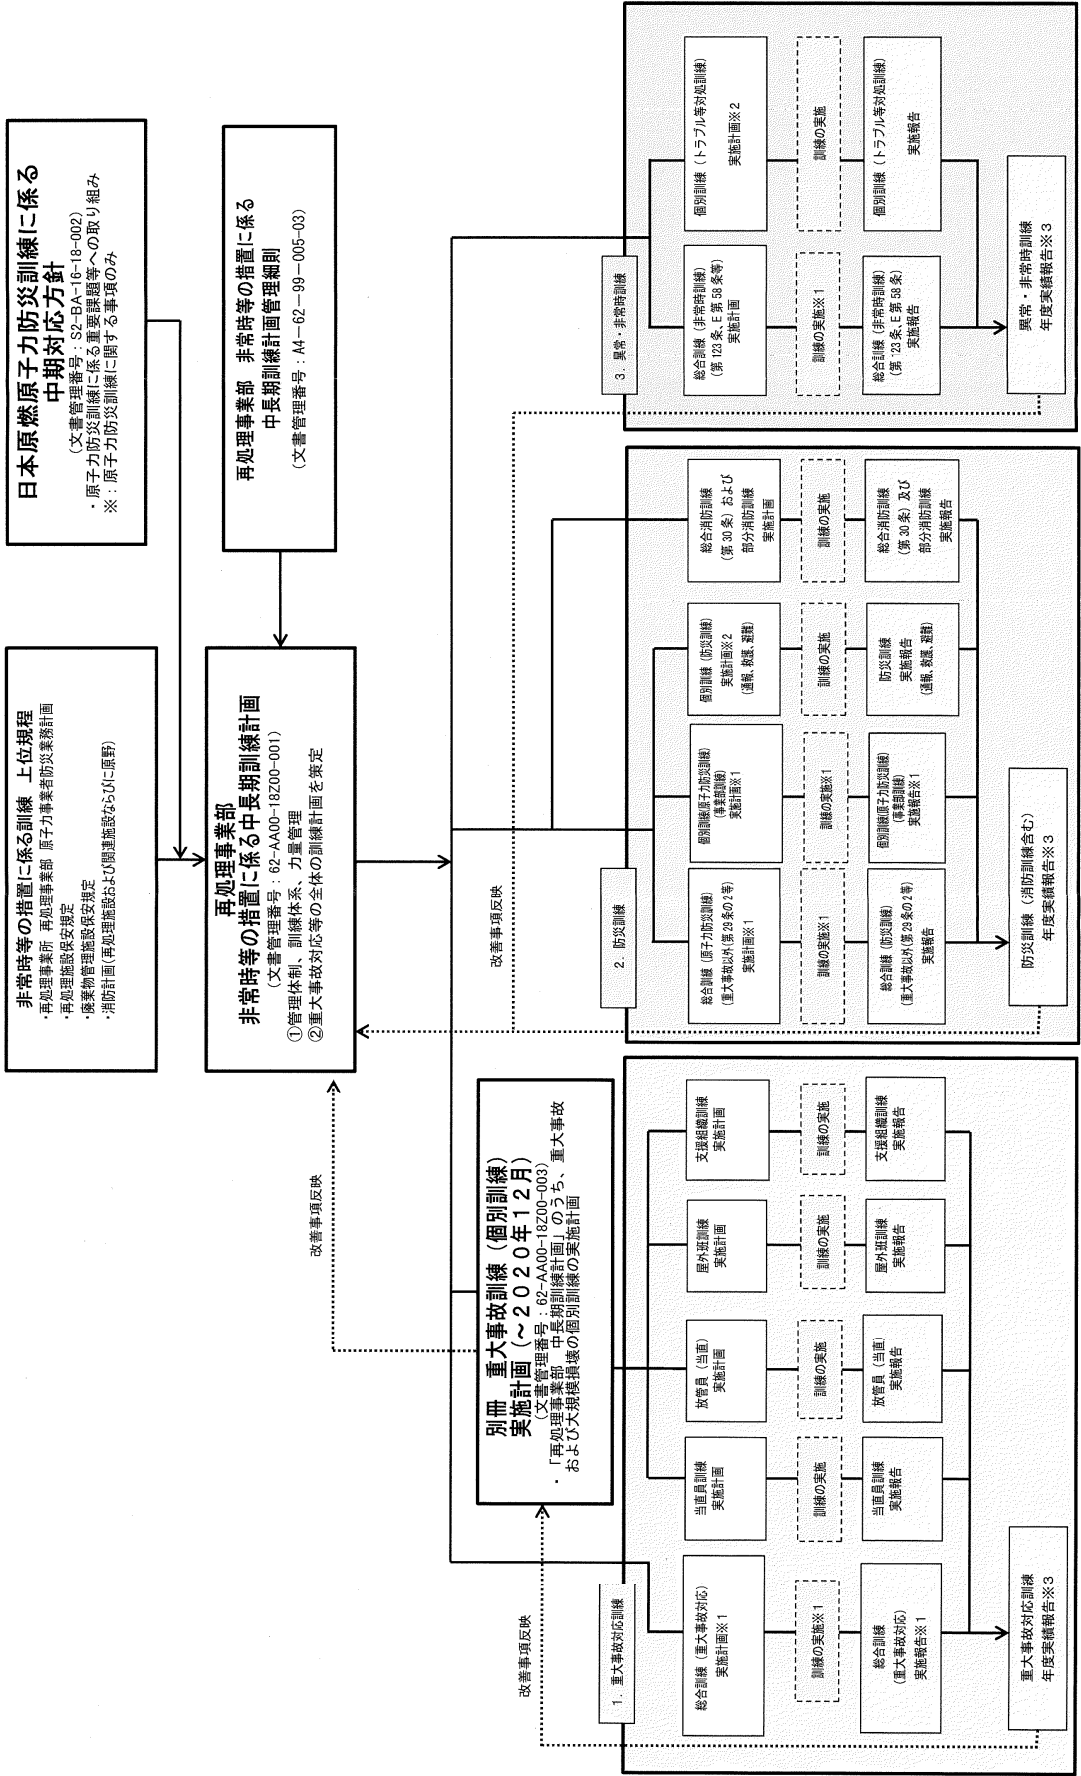 日本原燃原子力防災訓練に係る
中期対応方針
(文書管理番号:S2-BA-16-18-002)
・原子力防災訓練に係る重要課題等への取り組み
※:原子力防災訓練に関する事項のみ
非常時等の措置に係る訓練 上位規程
・再処理事業所 再処理事業部 原子力事業者防災業務計画
・再処理施設保安規定
・廃棄物管理施設保安規定
・消防計画(再処理施設および関連施設ならびに原野)
再処理事業部 非常時等の措置に係る
中長期訓練計画管理細則
(文書管理番号:A4-62-99-005-03)
再処理事業部
非常時等の措置に係る中長期訓練計画
(文書管理番号:62-AA00-18Z00-001)
①管理体制、訓練体系、力量管理
②重大事故対応等の全体の訓練計画を策定
改善事項反映
別冊 重大事故訓練(個別訓練)
実施計画(~2020年12月)
(文書管理番号:62-AA00-18Z00-003)
・「再処理事業部 中長期訓練計画」のうち、重大事故
および大規模損壊の個別訓練の実施計画
改善事項反映
改善事項反映
1.重大事故対応訓練
総合訓練(重大事故対応)
実施計画※1
訓練の実施※1
総合訓練
(重大事故対応)
実施報告※1
当直員訓練
実施計画
訓練の実施
当直員訓練
実施報告
放管員(当直)
実施計画
訓練の実施
放管員(当直)
実施報告
屋外班訓練
実施計画
訓練の実施
屋外班訓練
実施報告
支援組織訓練
実施計画
訓練の実施
支援組織訓練
実施報告
重大事故対応訓練
年度実績報告※3
2.防災訓練
総合訓練(原子力防災訓練)
(重大事故以外(第29条の2等)
実施計画※1
訓練の実施※1
総合訓練(防災訓練)
(重大事故以外(第29条の2等)
実施報告
個別訓練(原子力防災訓練)
(事業部訓練)
実施計画※1
訓練の実施※1
個別訓練(原子力防災訓練)
(事業部訓練)
実施報告※1
個別訓練(防災訓練)
実施計画※2
(通報、救護、避難)
訓練の実施
防災訓練
実施報告
(通報、救護、避難)
総合消防訓練
(第30条)および
部分消防訓練
実施計画
訓練の実施
総合消防訓練
(第30条)及び
部分消防訓練
実施報告
防災訓練(消防訓練含む)
年度実績報告※3
3.異常・非常時訓練
総合訓練(非常時訓練)
(第123条、E第58条等)
実施計画
訓練の実施※1
総合訓練(非常時訓練)
(第123条、E第58条)
実施報告
個別訓練(トラブル等対処訓練)
実施計画※2
訓練の実施
個別訓練(トラブル等対処訓練)
実施報告
異常・非常時訓練
年度実績報告※3